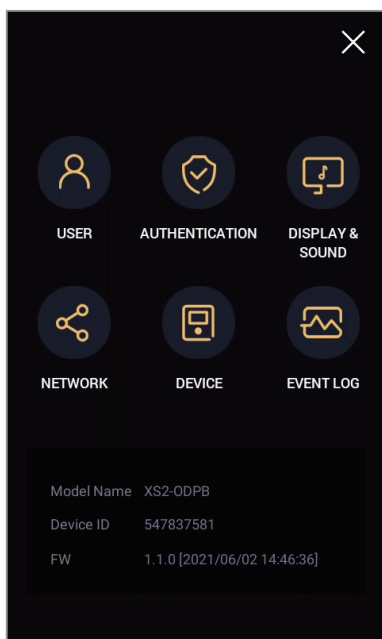 USER
AUTHENTICATION
DISPLAY &
SOUND
NETWORK
DEVICE
EVENT LOG
Model Name XS2-ODPB
Device ID 547837581
FW 1.1.0 [2021/06/02 14:46:36]